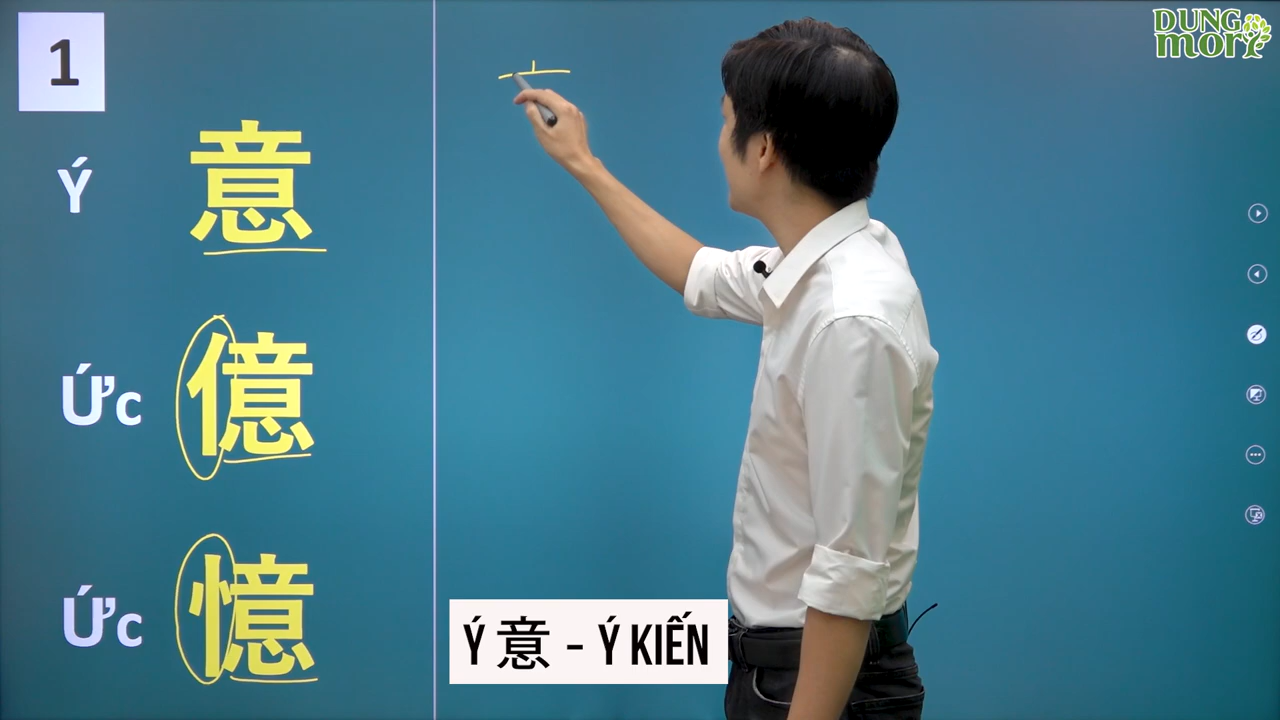 1
DUNG
mori
Ý 意
Ức 億
Ức 憶
Ý 意 - Ý KIẾN